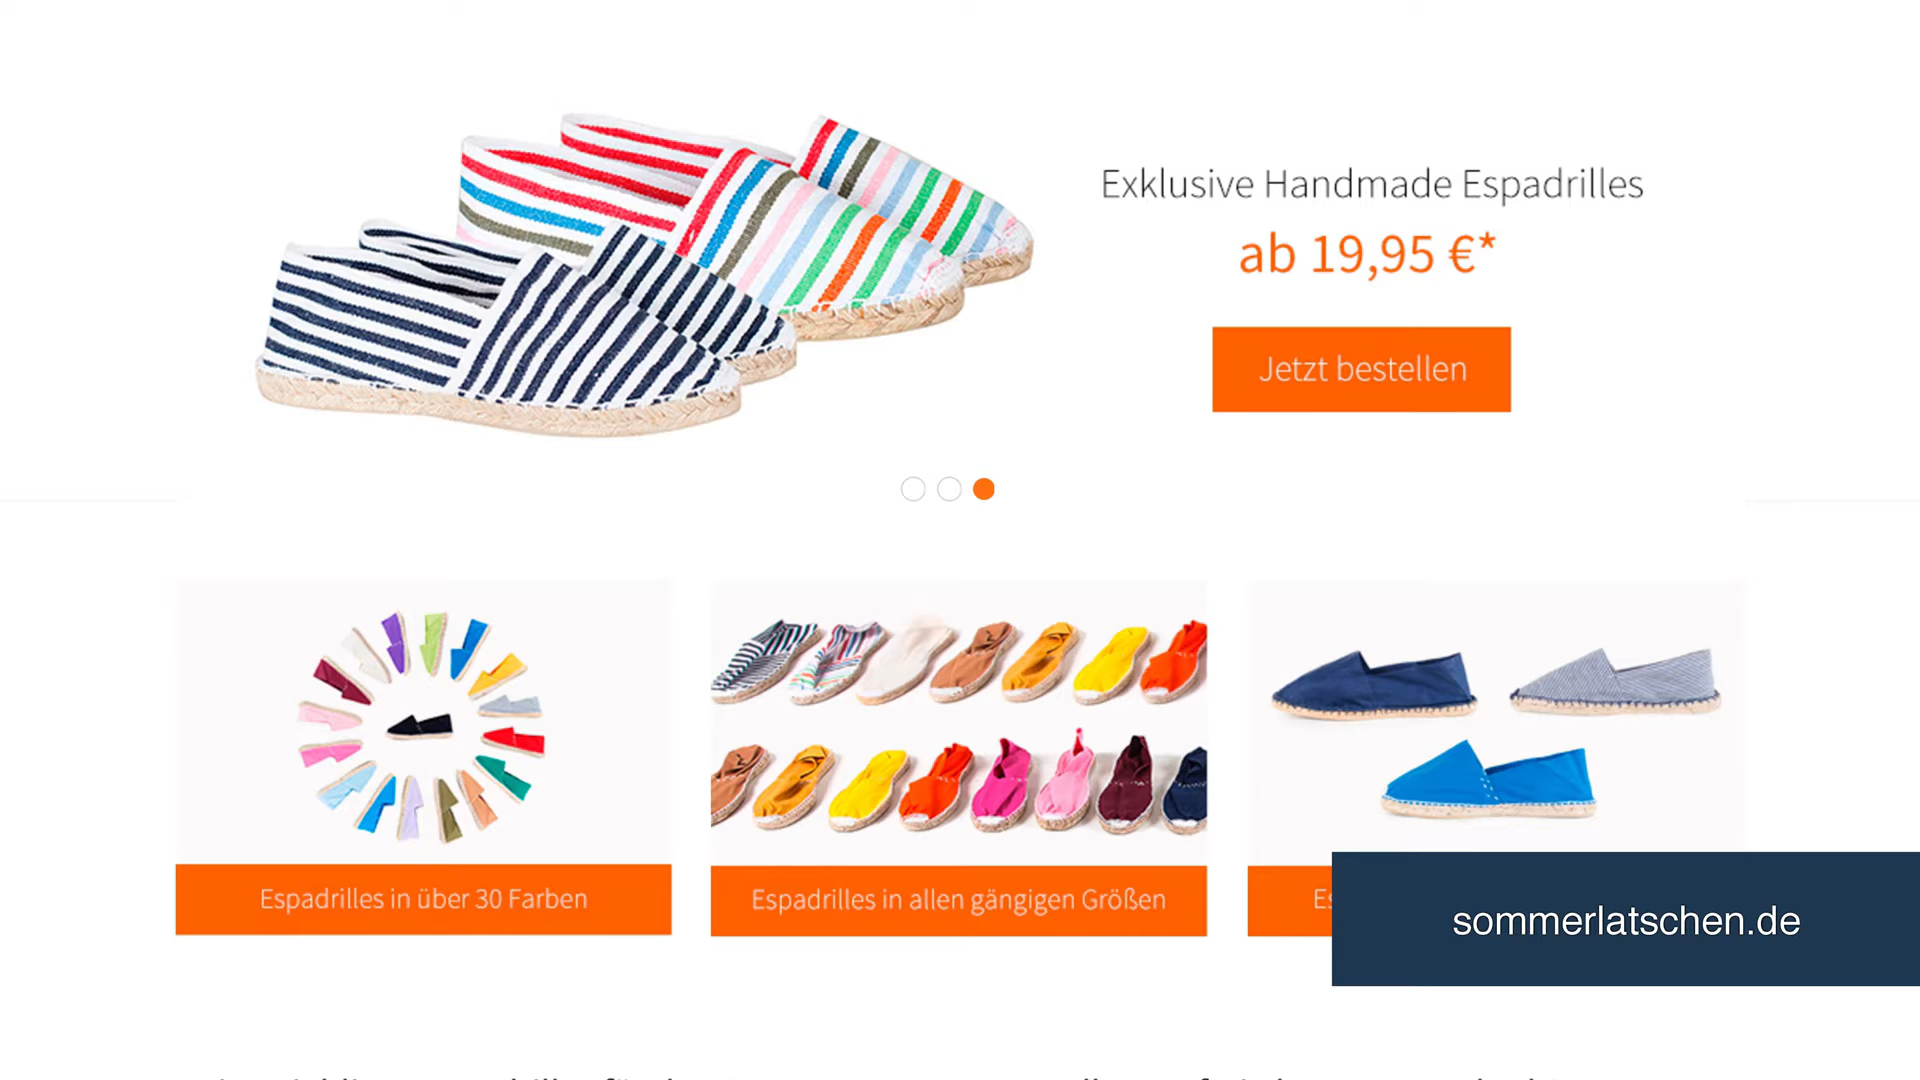 Exklusive Handmade Espadrilles
ab 19,95 €*
Jetzt bestellen
Espadrilles in über 30 Farben
Espadrilles in allen gängigen Größen
sommerlatschen.de